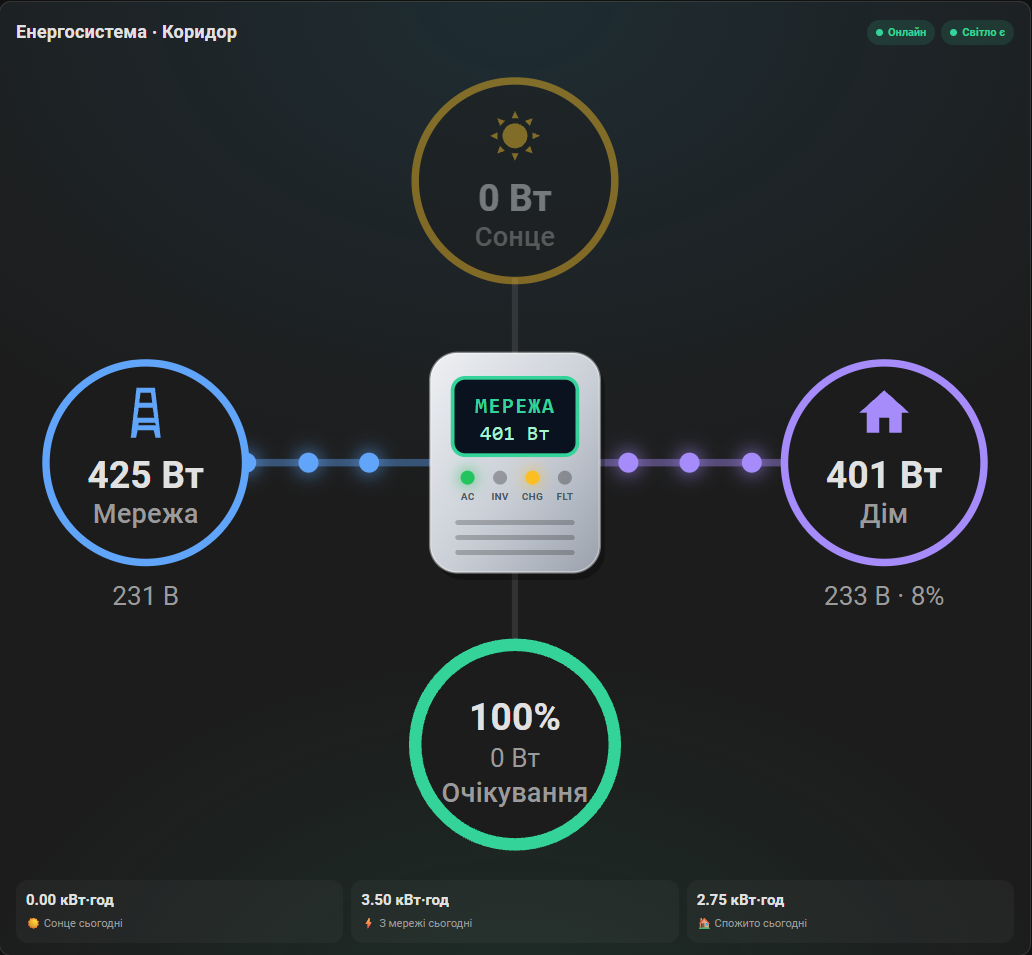 Енергосистема · Коридор
Онлайн
Світло є
0 Вт
Сонце
МЕРЕЖА
401 Вт
AC INV CHG FLT
425 Вт
Мережа
231 В
401 Вт
Дім
233 В · 8%
100%
0 Вт
Очікування
0.00 кВт·год
Сонце сьогодні
3.50 кВт·год
З мережі сьогодні
2.75 кВт·год
Спожито сьогодні